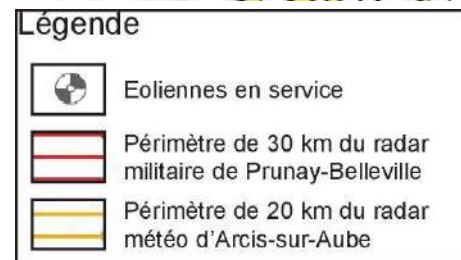 Légende
Eoliennes en service
Périmètre de 30 km du radar
militaire de Prunay-Belleville
Périmètre de 20 km du radar
météo d'Arcis-sur-Aube